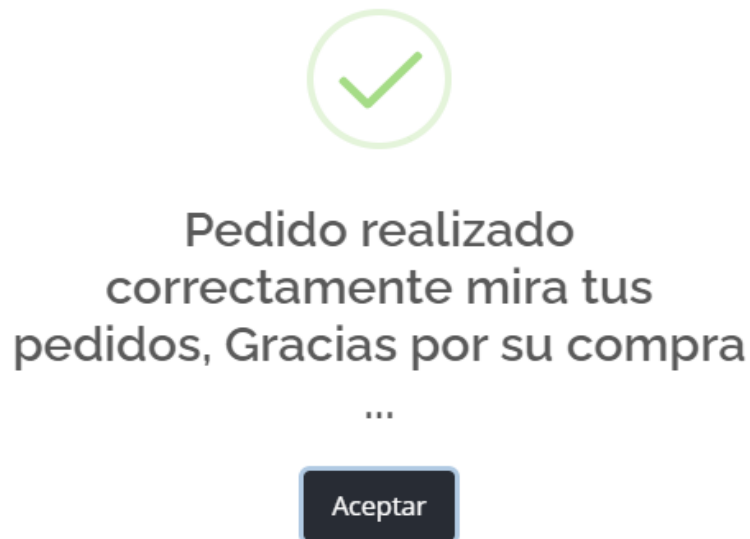 Pedido realizado
correctamente mira tus
pedidos, Gracias por su compra
...
Aceptar